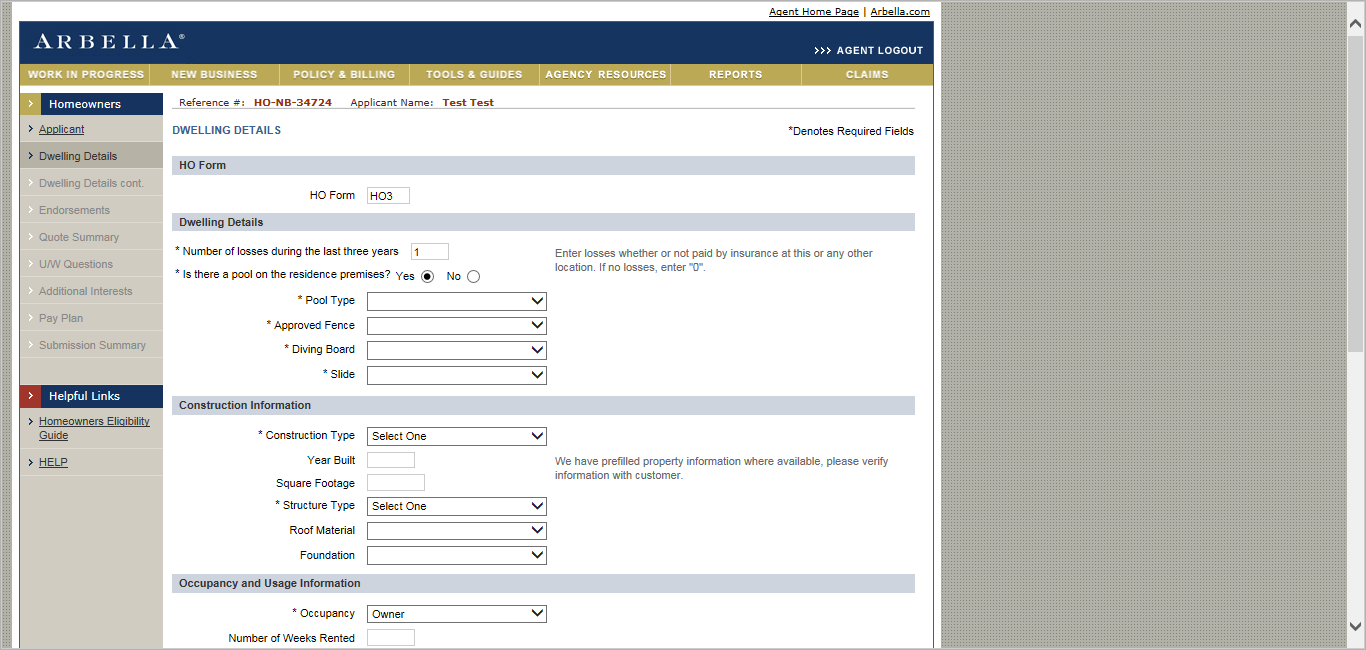 Agent Home Page | Arbella.com
ARBELLA®
>>> AGENT LOGOUT
WORK IN PROGRESS NEW BUSINESS POLICY & BILLING TOOLS & GUIDES AGENCY RESOURCES REPORTS CLAIMS
Homeowners
Applicant
Dwelling Details
Dwelling Details cont.
Endorsements
Quote Summary
U/W Questions
Additional Interests
Pay Plan
Submission Summary
Helpful Links
Homeowners Eligibility
Guide
HELP
Reference #: HO-NB-34724 Applicant Name: Test Test
DWELLING DETAILS
*Denotes Required Fields
HO Form
HO Form HO3
Dwelling Details
* Number of losses during the last three years 1
Enter losses whether or not paid by insurance at this or any other
location. If no losses, enter "0".
* Is there a pool on the residence premises? Yes No
* Pool Type
* Approved Fence
* Diving Board
* Slide
Construction Information
* Construction Type Select One
Year Built
We have prefilled property information where available, please verify
information with customer.
Square Footage
* Structure Type Select One
Roof Material
Foundation
Occupancy and Usage Information
* Occupancy Owner
Number of Weeks Rented